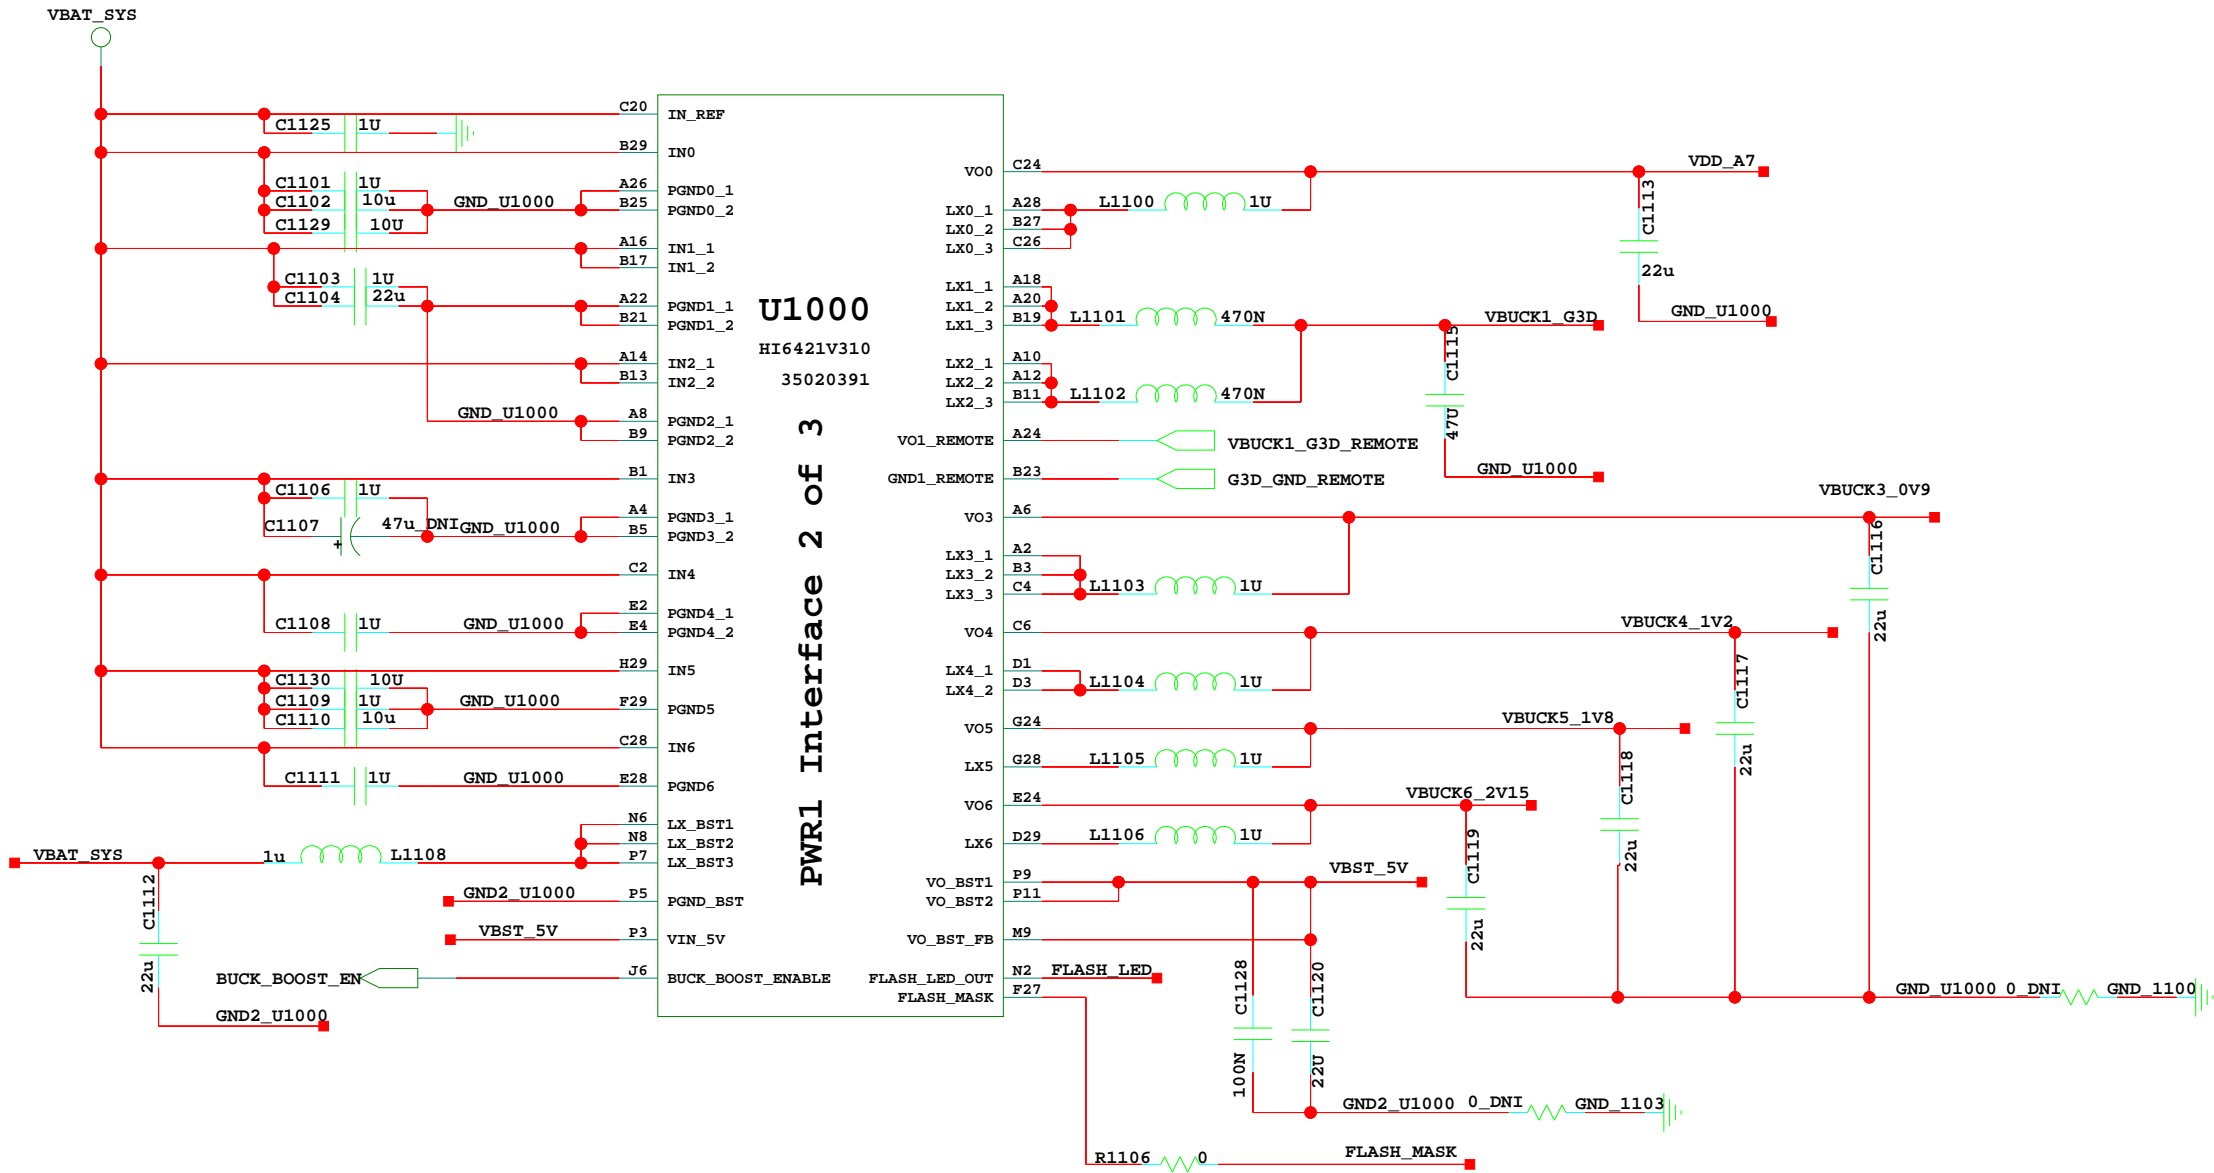 VBAT_SYS
C20 IN_REF
C1125 1U
B29 IN0
C1101 1U
A26 PGND0_1
C1102 10u GND_U1000 B25 PGND0_2
C1129 10U
A16 IN1_1
B17 IN1_2
C1103 1U
C1104 22u
A22 PGND1_1
B21 PGND1_2
A14 IN2_1
B13 IN2_2
GND_U1000 A8 PGND2_1
B9 PGND2_2
B1 IN3
C1106 1U
A4 PGND3_1
C1107 + 47u_DNI GND_U1000 B5 PGND3_2
C2 IN4
E2 PGND4_1
C1108 1U GND_U1000 E4 PGND4_2
H29 IN5
C1130 10U
C1109 1U GND_U1000 F29 PGND5
C1110 10u
C28 IN6
C1111 1U GND_U1000 E28 PGND6
N6 LX_BST1
N8 LX_BST2
VBAT_SYS 1u L1108 P7 LX_BST3
C1112
22u
GND2_U1000 P5 PGND_BST
VBST_5V P3 VIN_5V
BUCK_BOOST_EN J6 BUCK_BOOST_ENABLE
GND2_U1000
U1000
HI6421V310
35020391
PWR1 Interface 2 of 3
VO0 C24 VDD_A7
LX0_1 A28 L1100 1U
LX0_2 B27
LX0_3 C26
C1113
22u
GND_U1000
LX1_1 A18
LX1_2 A20
LX1_3 B19 L1101 470N VBUCK1_G3D
LX2_1 A10
LX2_2 A12
LX2_3 B11 L1102 470N
C1115
47U
GND_U1000
VO1_REMOTE A24 VBUCK1_G3D_REMOTE
GND1_REMOTE B23 G3D_GND_REMOTE
VO3 A6 VBUCK3_0V9
LX3_1 A2
LX3_2 B3
LX3_3 C4 L1103 1U
C1116
22u
VO4 C6 VBUCK4_1V2
LX4_1 D1
LX4_2 D3 L1104 1U
C1117
22u
VO5 G24 VBUCK5_1V8
LX5 G28 L1105 1U
C1118
22u
VO6 E24 VBUCK6_2V15
LX6 D29 L1106 1U
C1119
22u
VO_BST1 P9 VBST_5V
VO_BST2 P11
VO_BST_FB M9
FLASH_LED_OUT N2 FLASH_LED
FLASH_MASK F27
C1128
100N
C1120
22U
GND_U1000 0_DNI GND_1100
GND2_U1000 0_DNI GND_1103
R1106 0 FLASH_MASK